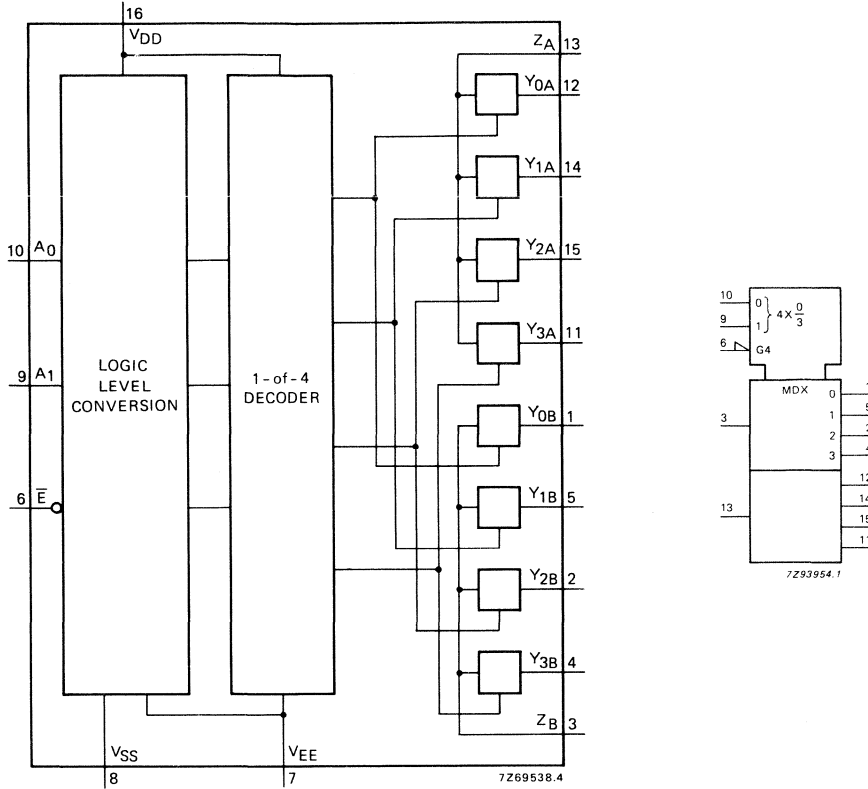 16
VDD
ZA 13
Y0A 12
Y1A 14
Y2A 15
10 A0
Y3A 11
9 A1
LOGIC
LEVEL
CONVERSION
1-of-4
DECODER
Y0B 1
6 E̅
Y1B 5
Y2B 2
Y3B 4
ZB 3
VSS
VEE
8
7
7Z69538.4
10 0
9 1
} 4X 0/3
6 G4
MDX
0
3
1 5
2
3
12
13
14
15
11
7Z93954.1